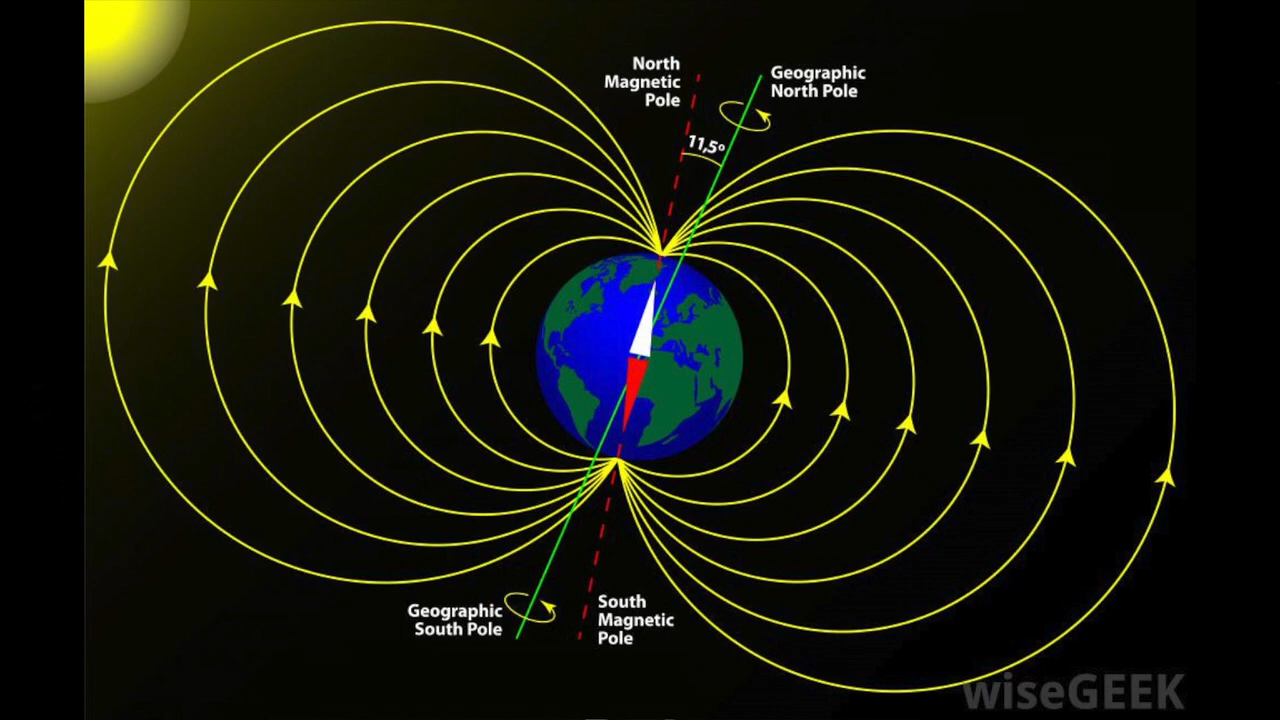 North
Magnetic
Pole
Geographic
North Pole
11,5°
Geographic
South Pole
South
Magnetic
Pole
wiseGEEK